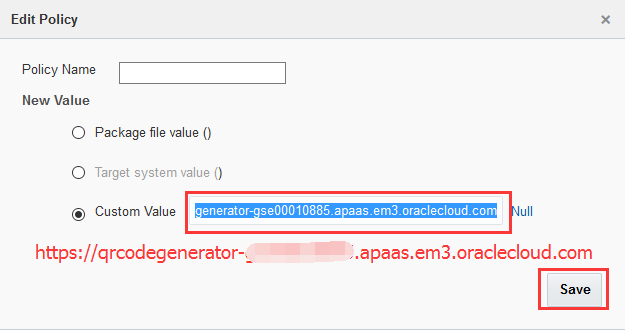 Edit Policy ×
Policy Name
New Value
Package file value ()
Target system value ()
Custom Value generator-gse00010885.apaas.em3.oraclecloud.com Null
https://qrcodegenerator- .apaas.em3.oraclecloud.com
Save